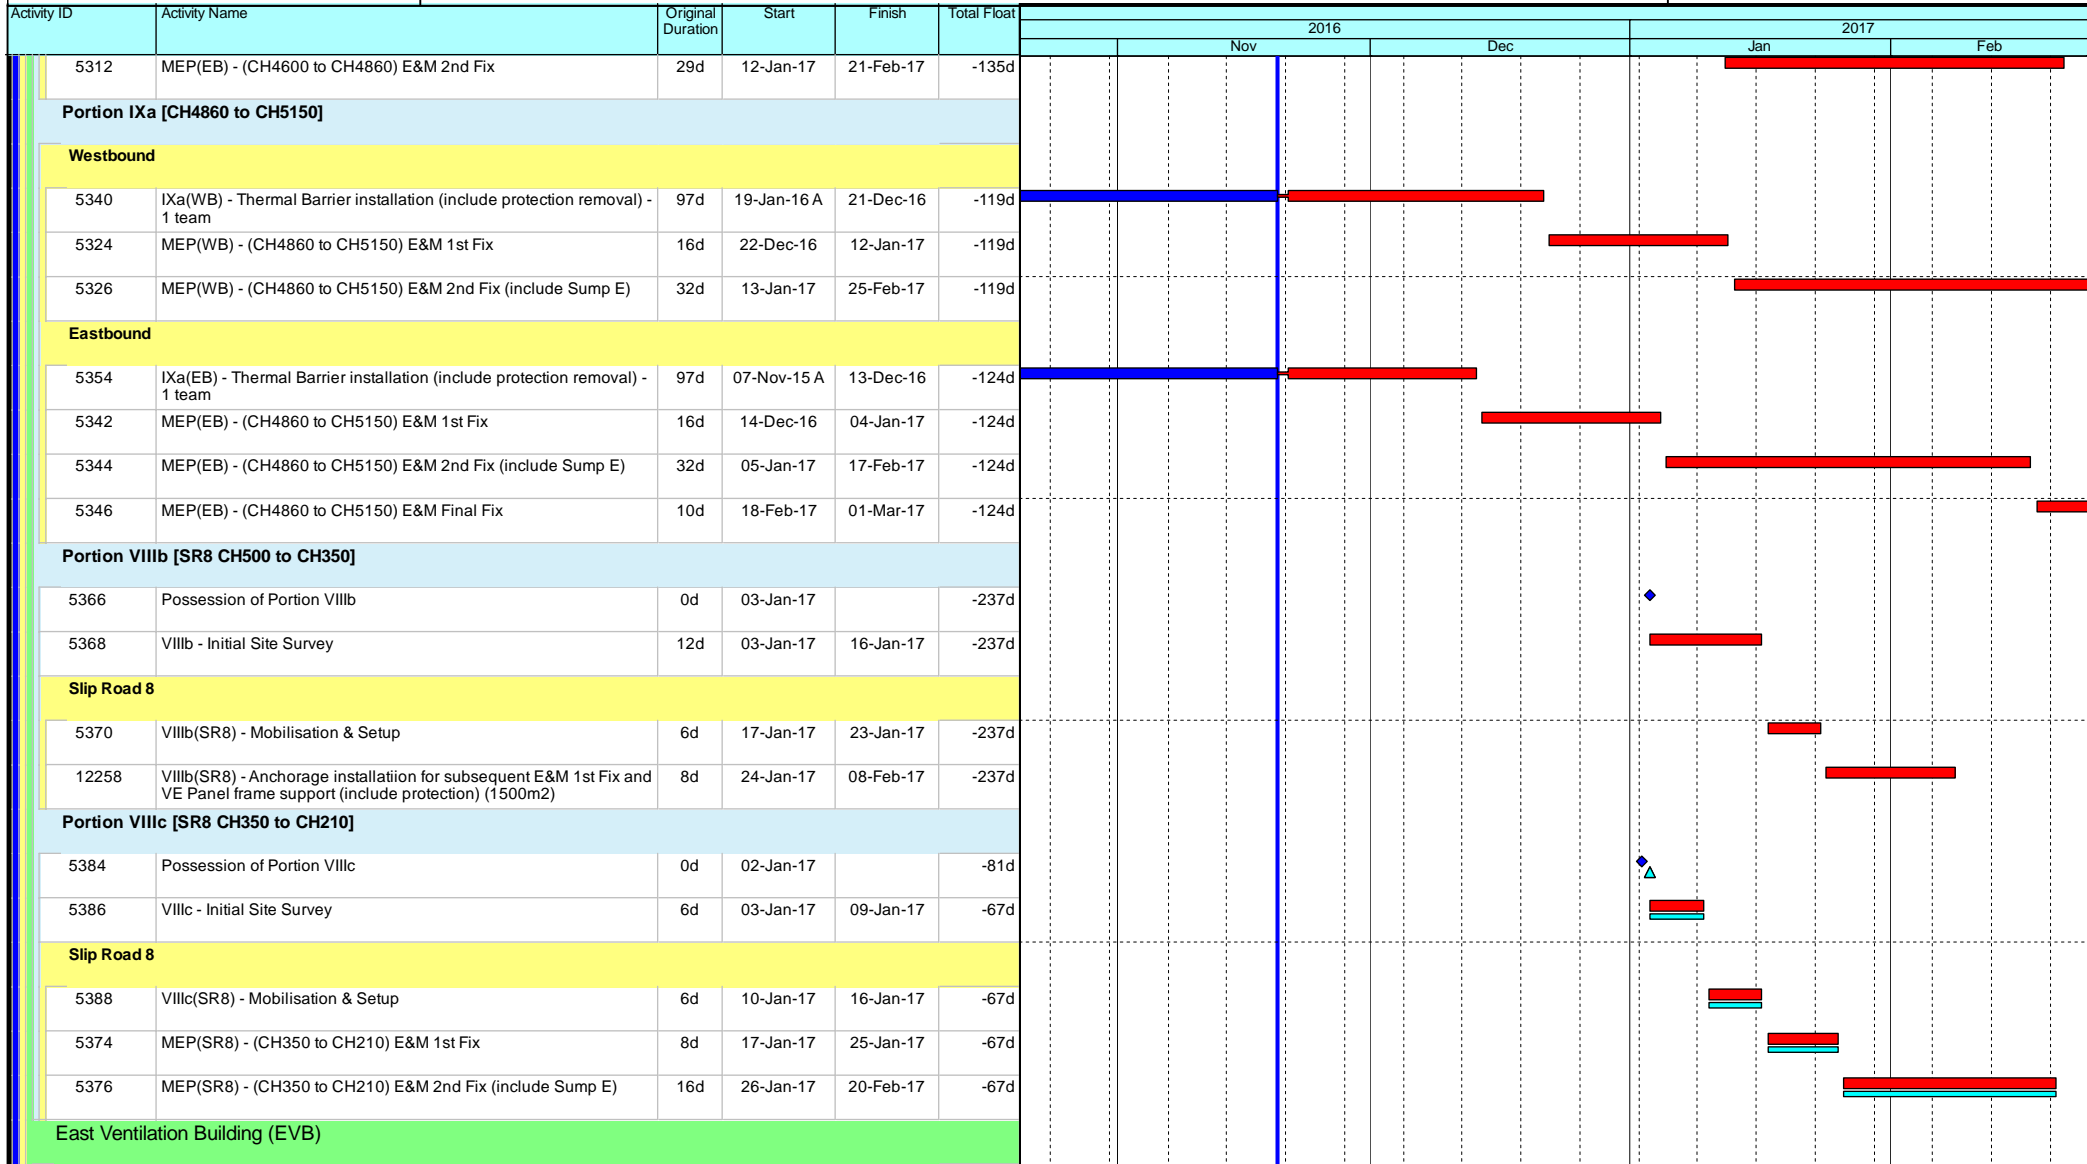 Activity ID Activity Name Original Duration Start Finish Total Float
2016 2017
Nov Dec Jan Feb
5312 MEP(EB) - (CH4600 to CH4860) E&M 2nd Fix 29d 12-Jan-17 21-Feb-17 -135d
Portion IXa [CH4860 to CH5150]
Westbound
5340 IXa(WB) - Thermal Barrier installation (include protection removal) - 97d 19-Jan-16 A 21-Dec-16 -119d
1 team
5324 MEP(WB) - (CH4860 to CH5150) E&M 1st Fix 16d 22-Dec-16 12-Jan-17 -119d
5326 MEP(WB) - (CH4860 to CH5150) E&M 2nd Fix (include Sump E) 32d 13-Jan-17 25-Feb-17 -119d
Eastbound
5354 IXa(EB) - Thermal Barrier installation (include protection removal) - 97d 07-Nov-15 A 13-Dec-16 -124d
1 team
5342 MEP(EB) - (CH4860 to CH5150) E&M 1st Fix 16d 14-Dec-16 04-Jan-17 -124d
5344 MEP(EB) - (CH4860 to CH5150) E&M 2nd Fix (include Sump E) 32d 05-Jan-17 17-Feb-17 -124d
5346 MEP(EB) - (CH4860 to CH5150) E&M Final Fix 10d 18-Feb-17 01-Mar-17 -124d
Portion VIIIb [SR8 CH500 to CH350]
5366 Possession of Portion VIIIb 0d 03-Jan-17 -237d
5368 VIIIb - Initial Site Survey 12d 03-Jan-17 16-Jan-17 -237d
Slip Road 8
5370 VIIIb(SR8) - Mobilisation & Setup 6d 17-Jan-17 23-Jan-17 -237d
12258 VIIIb(SR8) - Anchorage installatiion for subsequent E&M 1st Fix and 8d 24-Jan-17 08-Feb-17 -237d
VE Panel frame support (include protection) (1500m2)
Portion VIIIc [SR8 CH350 to CH210]
5384 Possession of Portion VIIIc 0d 02-Jan-17 -81d
5386 VIIIc - Initial Site Survey 6d 03-Jan-17 09-Jan-17 -67d
Slip Road 8
5388 VIIIc(SR8) - Mobilisation & Setup 6d 10-Jan-17 16-Jan-17 -67d
5374 MEP(SR8) - (CH350 to CH210) E&M 1st Fix 8d 17-Jan-17 25-Jan-17 -67d
5376 MEP(SR8) - (CH350 to CH210) E&M 2nd Fix (include Sump E) 16d 26-Jan-17 20-Feb-17 -67d
East Ventilation Building (EVB)